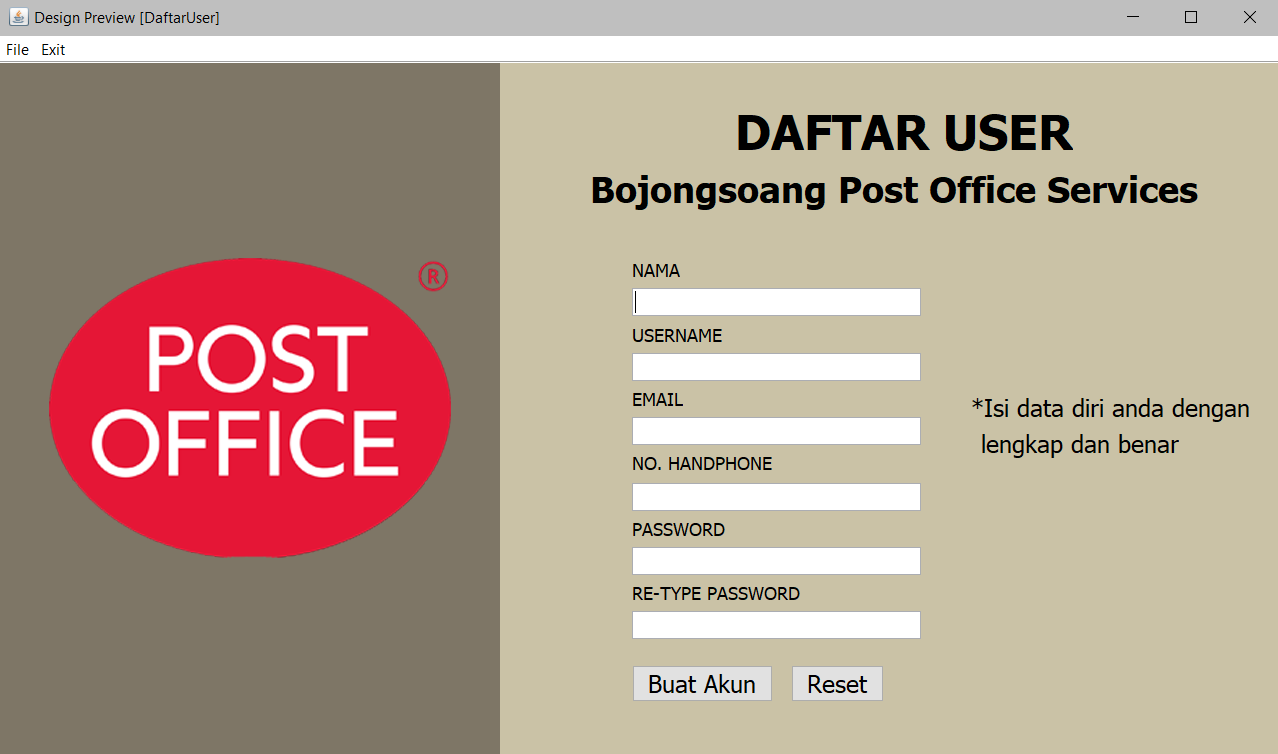 Design Preview [DaftarUser]
File Exit
®
POST
OFFICE
DAFTAR USER
Bojongsoang Post Office Services
NAMA
USERNAME
EMAIL
NO. HANDPHONE
PASSWORD
RE-TYPE PASSWORD
*Isi data diri anda dengan
lengkap dan benar
Buat Akun Reset